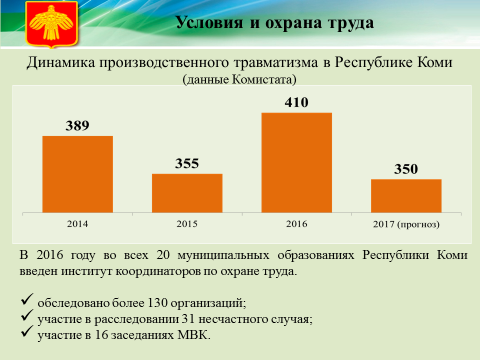 Условия и охрана труда
Динамика производственного травматизма в Республике Коми
(данные Комистата)
410
389
355
350
2014 2015 2016 2017 (прогноз)
В 2016 году во всех 20 муниципальных образованиях Республики Коми
введен институт координаторов по охране труда.
✓ обследовано более 130 организаций;
✓ участие в расследовании 31 несчастного случая;
✓ участие в 16 заседаниях МВК.